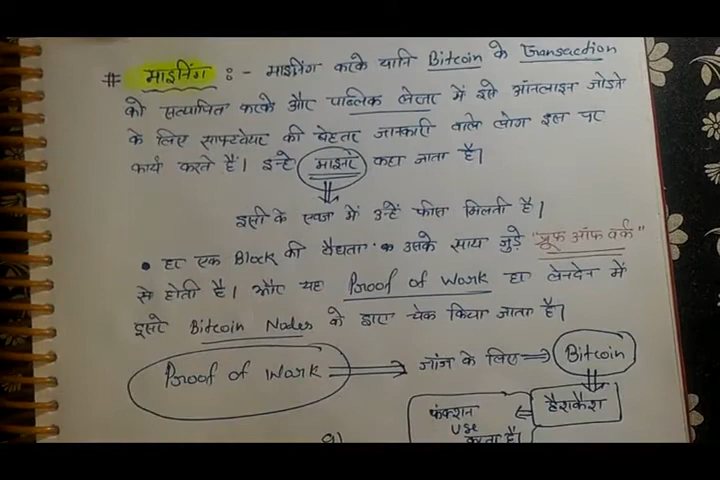 # माइनिंग :- माइनिंग करके यानि Bitcoin के Transaction
को सत्यापित करके और पब्लिक लेजर में इसे ऑनलाइन जोड़ने
के लिए साफ्टवेयर की बेहतर जानकारी वाले लोग इस पर
कार्य करते हैं। इन्हें माइनर कहा जाता है।
इसी के एवज में उन्हें फीस मिलती है।
• हर एक Block की वैधता उसके साथ जुड़े "प्रूफ ऑफ वर्क"
से होती है। और यह Proof of Work हर लेनदेन में
दूसरे Bitcoin Nodes के द्वारा चेक किया जाता है।
Proof of Work ⇒ जांज के लिए ⇒ Bitcoin
फंक्शन ⇐ हैशकैश
Use
करता है।